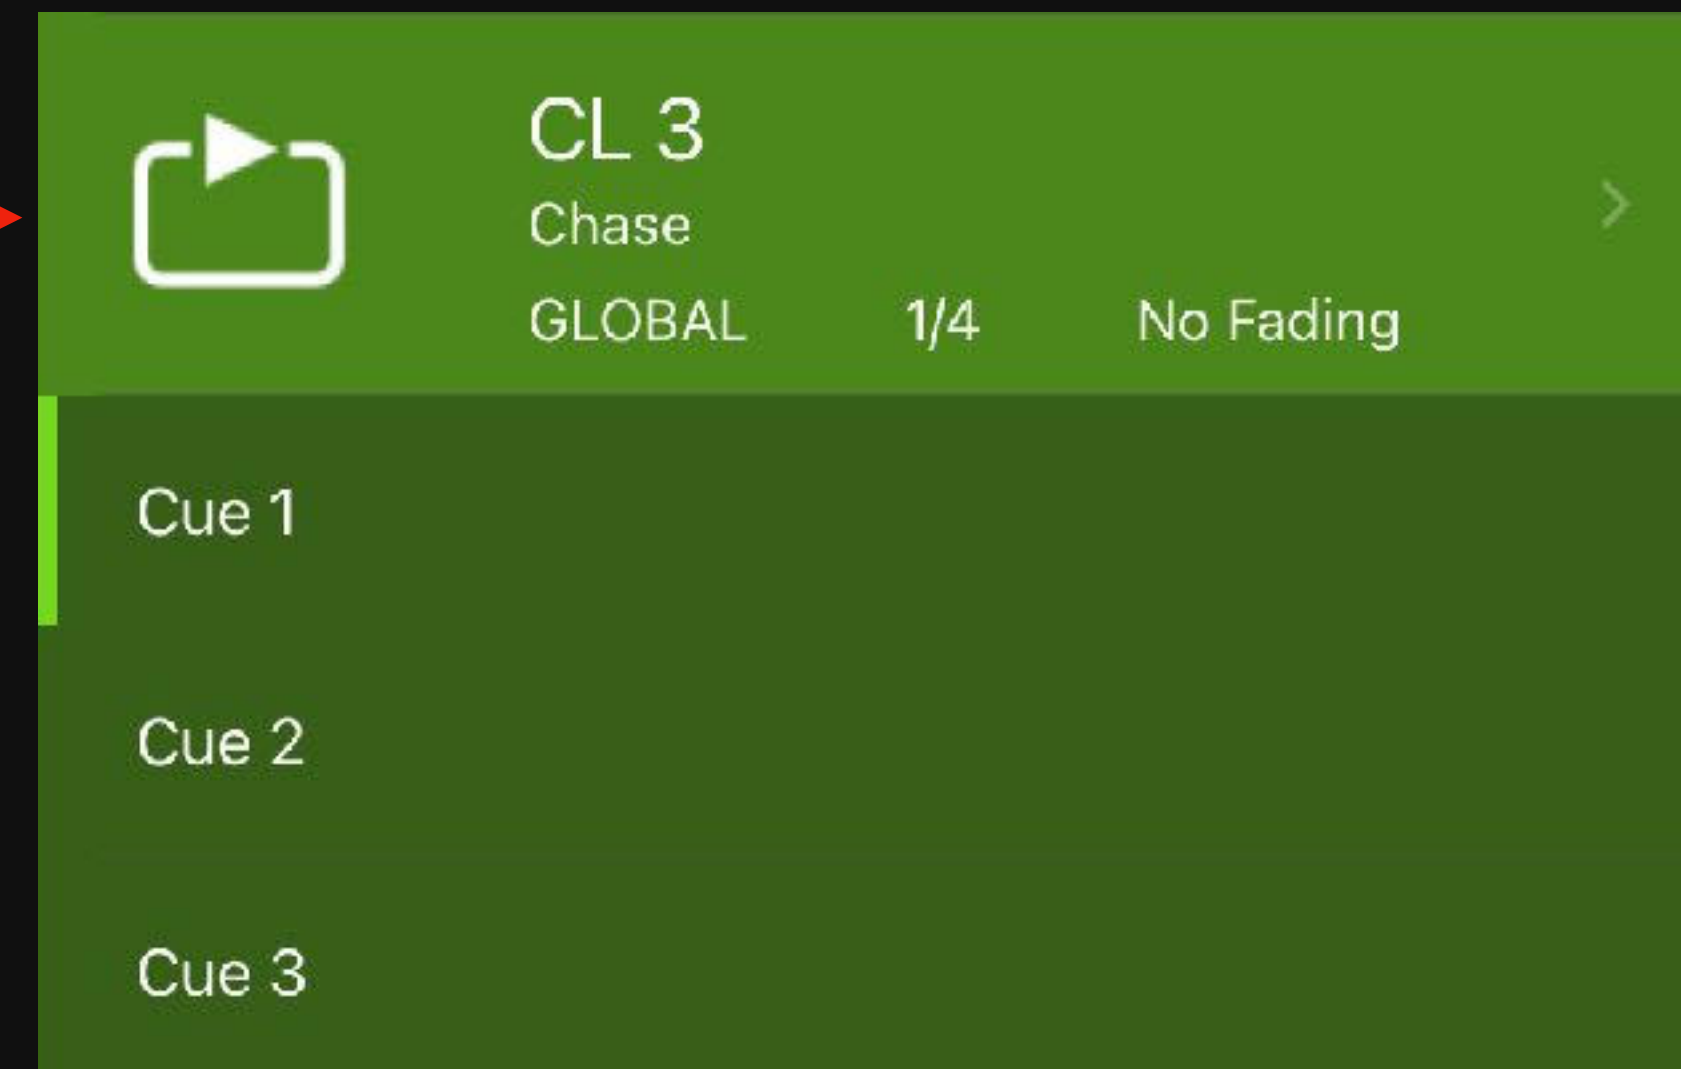 CL 3
Chase
GLOBAL 1/4 No Fading
Cue 1
Cue 2
Cue 3